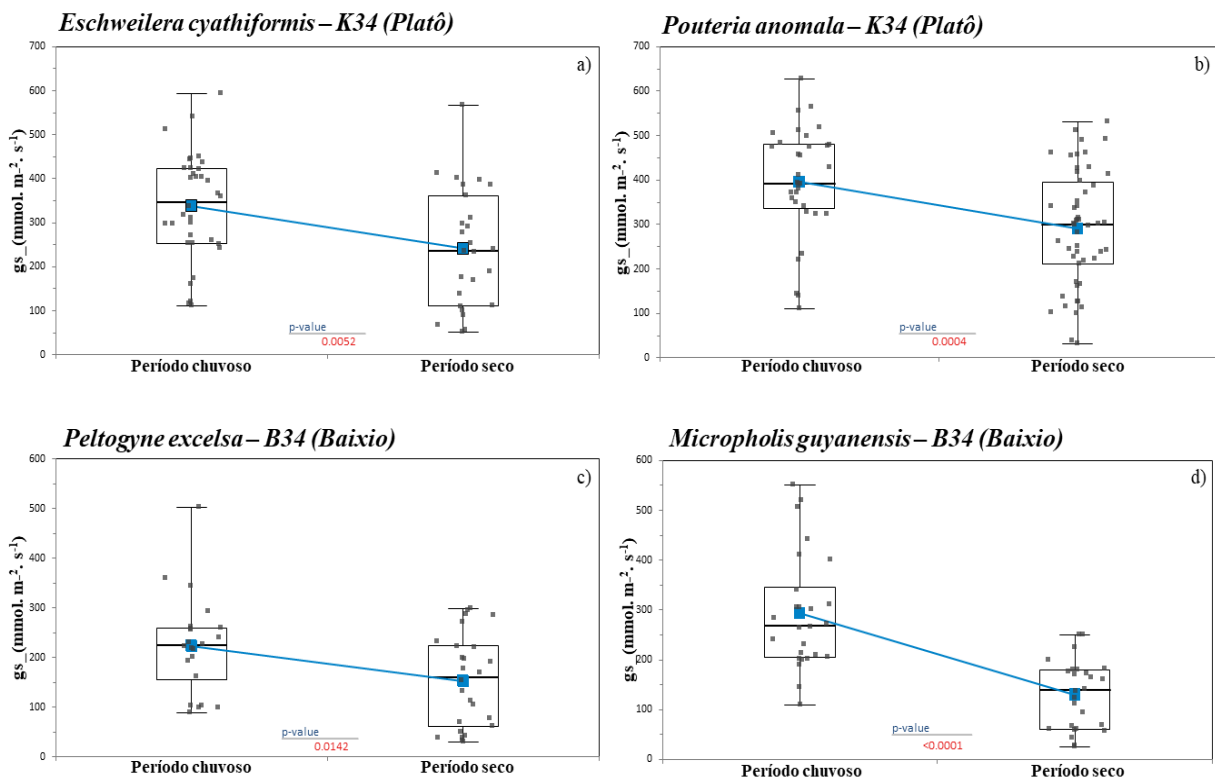 Eschweilera cyathiformis – K34 (Platô)
a)
gs_(mmol. m⁻². s⁻¹)
700
600
500
400
300
200
100
0
p-value
0.0052
Período chuvoso
Período seco
Pouteria anomala – K34 (Platô)
b)
gs_(mmol. m⁻². s⁻¹)
700
600
500
400
300
200
100
0
p-value
0.0004
Período chuvoso
Período seco
Peltogyne excelsa – B34 (Baixio)
c)
gs_(mmol. m⁻². s⁻¹)
600
500
400
300
200
100
0
p-value
0.0142
Período chuvoso
Período seco
Micropholis guyanensis – B34 (Baixio)
d)
gs_(mmol. m⁻². s⁻¹)
600
500
400
300
200
100
0
p-value
<0.0001
Período chuvoso
Período seco